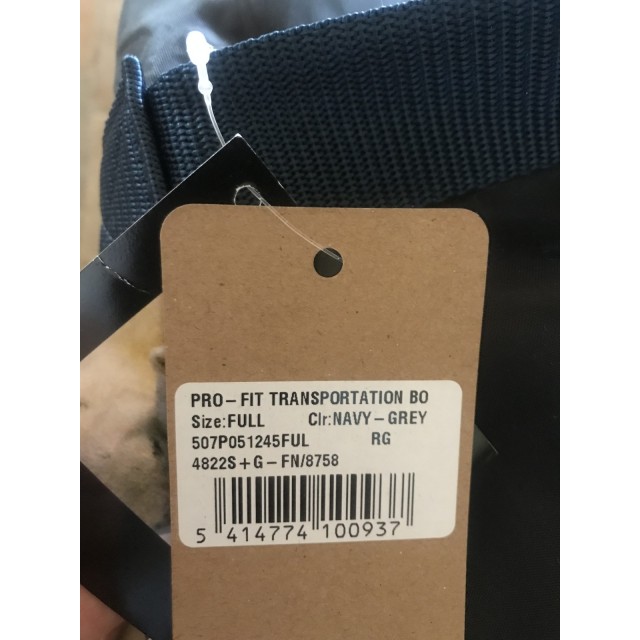 PRO-FIT TRANSPORTATION BO
Size:FULL Clr:NAVY-GREY
507P051245FUL RG
4822S+G-FN/8758
5 414774 100937